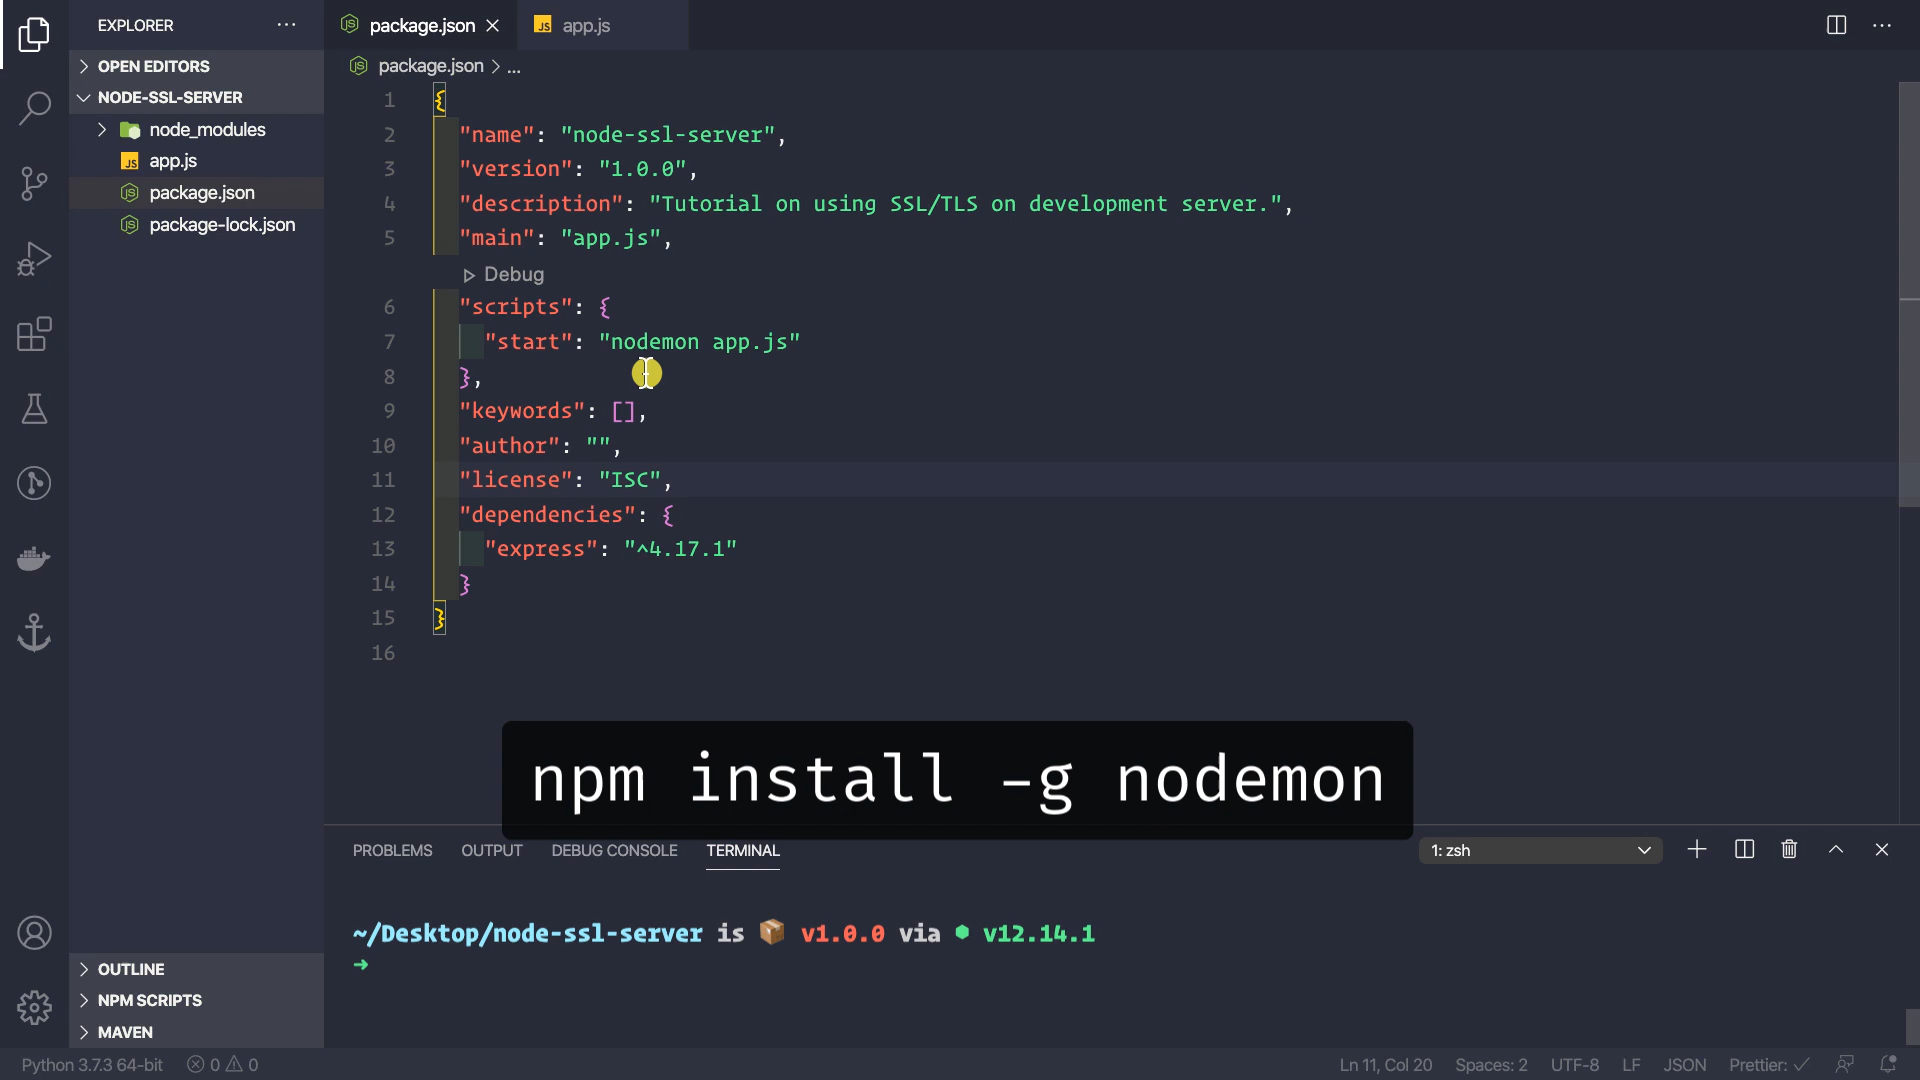 EXPLORER
OPEN EDITORS
NODE-SSL-SERVER
node_modules
JS app.js
package.json
package-lock.json
OUTLINE
NPM SCRIPTS
MAVEN
package.json
JS app.js
package.json > ...
1 {
2 "name": "node-ssl-server",
3 "version": "1.0.0",
4 "description": "Tutorial on using SSL/TLS on development server.",
5 "main": "app.js",
Debug
6 "scripts": {
7 "start": "nodemon app.js"
8 },
9 "keywords": [],
10 "author": "",
11 "license": "ISC",
12 "dependencies": {
13 "express": "^4.17.1"
14 }
15 }
16
npm install -g nodemon
PROBLEMS OUTPUT DEBUG CONSOLE TERMINAL 1: zsh
~/Desktop/node-ssl-server is 📦 v1.0.0 via ⬢ v12.14.1
➜
Python 3.7.3 64-bit 0 0 Ln 11, Col 20 Spaces: 2 UTF-8 LF JSON Prettier: ✓